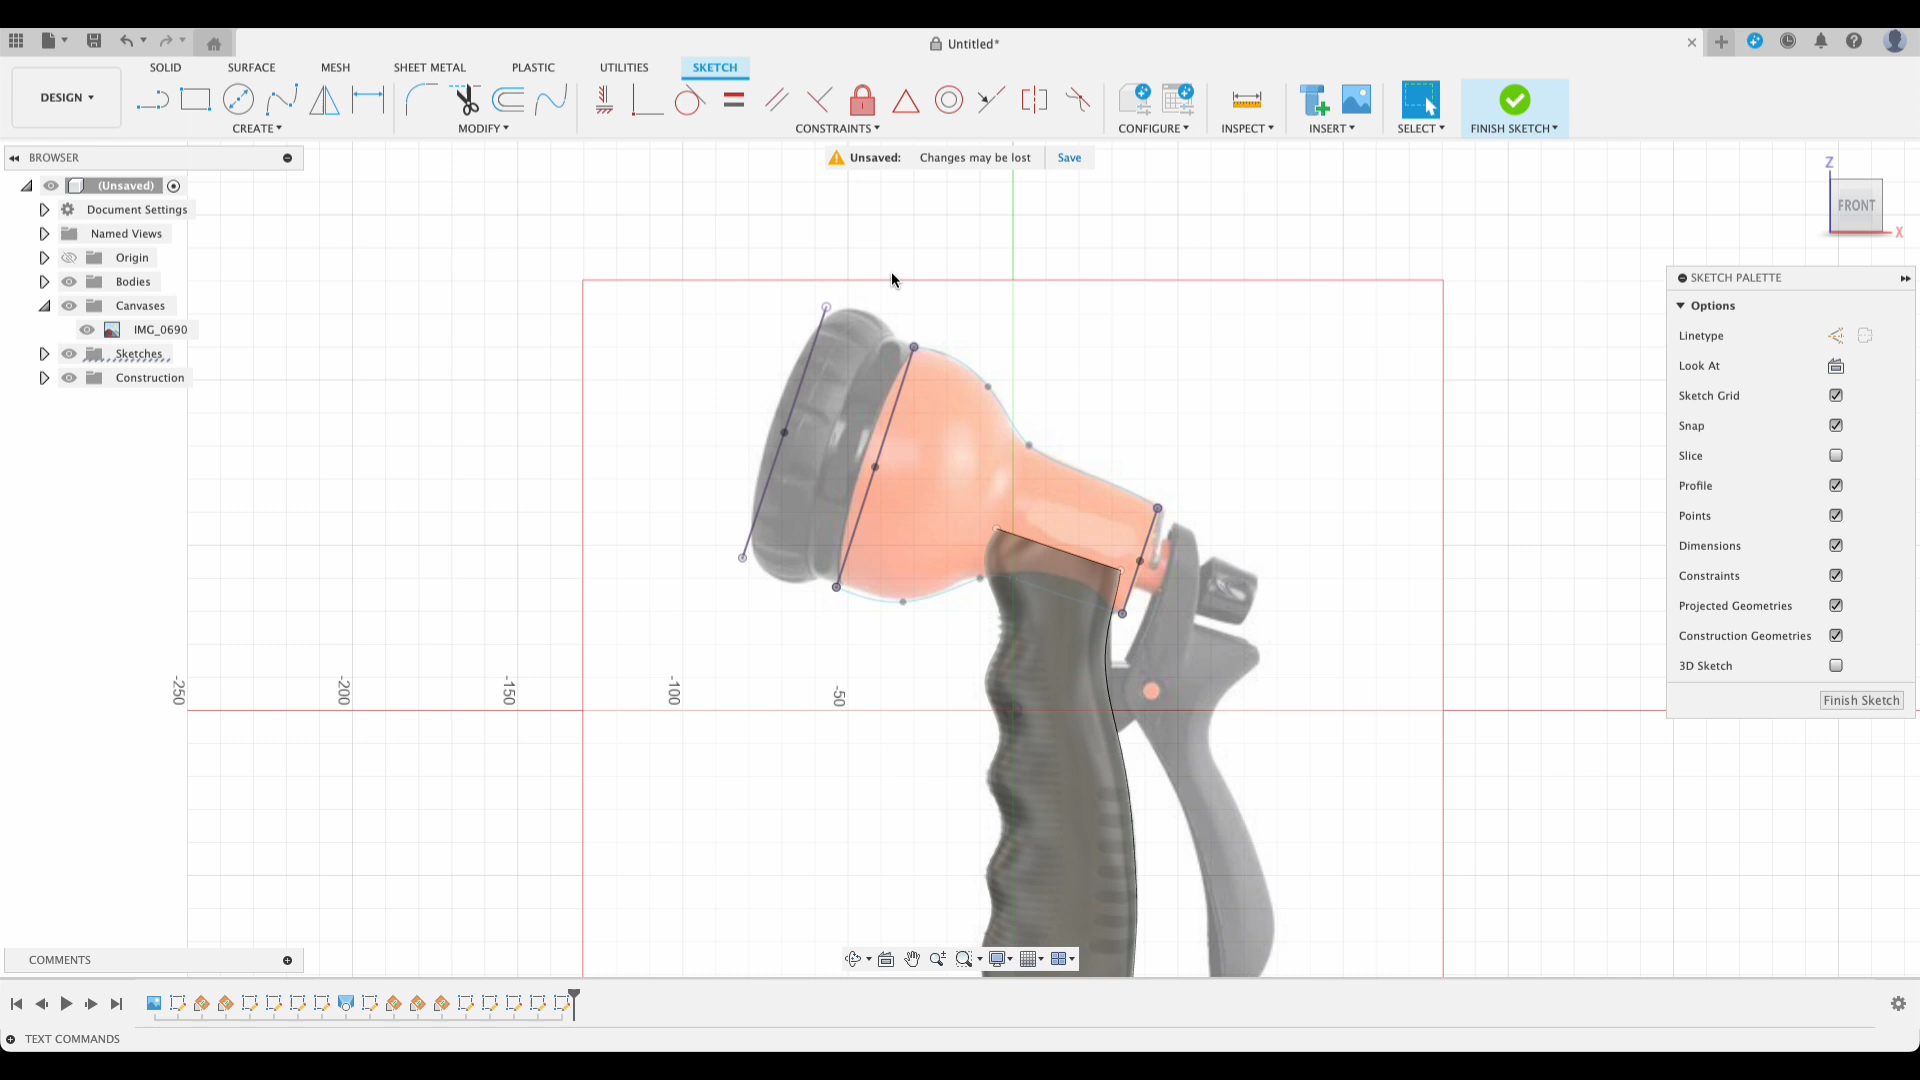 Untitled*
DESIGN
SOLID
SURFACE
MESH
SHEET METAL
PLASTIC
UTILITIES
SKETCH
CREATE
MODIFY
CONSTRAINTS
CONFIGURE
INSPECT
INSERT
SELECT
FINISH SKETCH
BROWSER
Unsaved: Changes may be lost Save
(Unsaved)
Document Settings
Named Views
Origin
Bodies
Canvases
IMG_0690
Sketches
Construction
Z
FRONT
X
SKETCH PALETTE
Options
Linetype
Look At
Sketch Grid
Snap
Slice
Profile
Points
Dimensions
Constraints
Projected Geometries
Construction Geometries
3D Sketch
Finish Sketch
-250
-200
-150
-100
-50
COMMENTS
TEXT COMMANDS